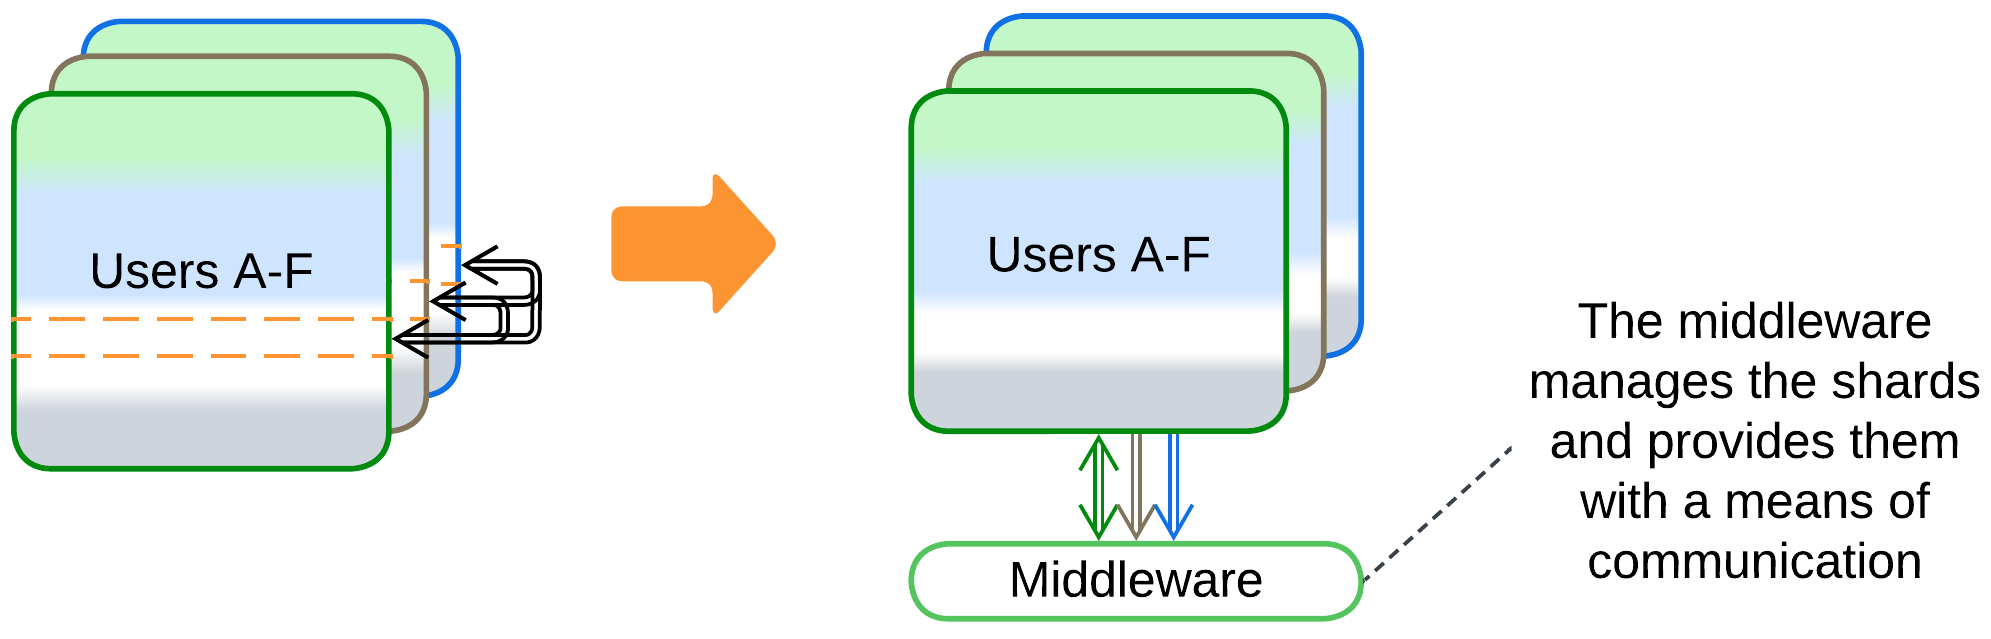 Users A-F
Users A-F
The middleware
manages the shards
and provides them
with a means of
communication
Middleware